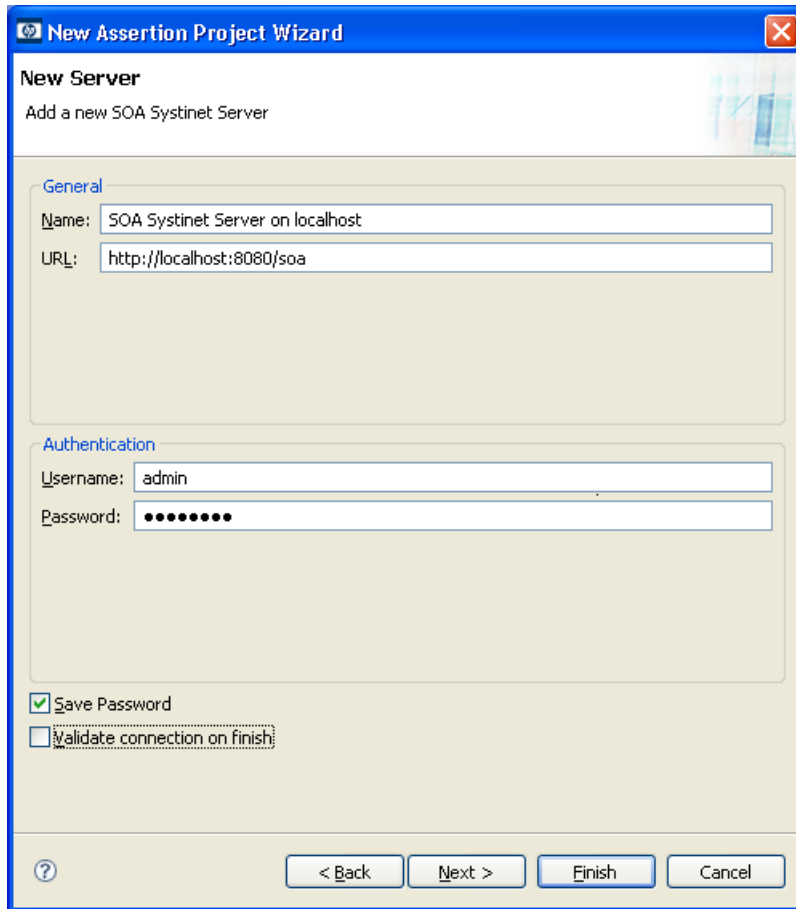 New Assertion Project Wizard
New Server
Add a new SOA Systinet Server
General
Name: SOA Systinet Server on localhost
URL: http://localhost:8080/soa
Authentication
Username: admin
Password: ●●●●●●●●
Save Password
Validate connection on finish
? < Back Next > Finish Cancel